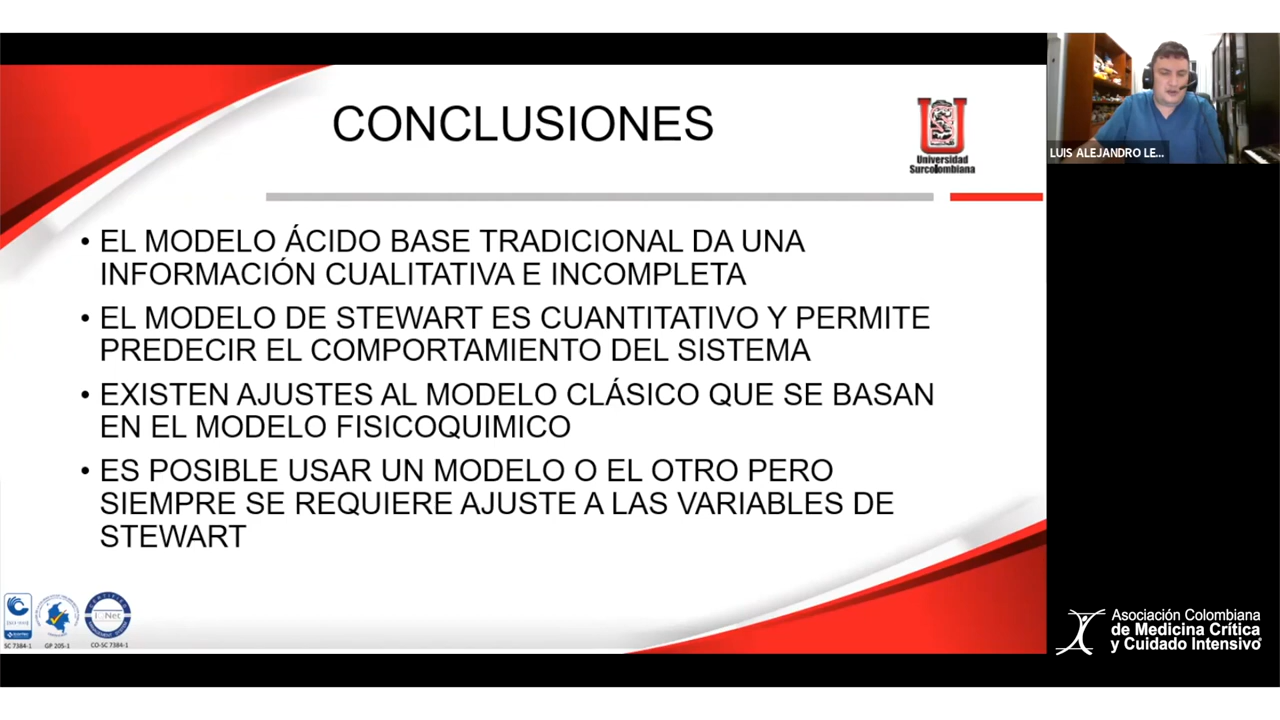 CONCLUSIONES
Universidad
Surcolombiana
• EL MODELO ÁCIDO BASE TRADICIONAL DA UNA
INFORMACIÓN CUALITATIVA E INCOMPLETA
• EL MODELO DE STEWART ES CUANTITATIVO Y PERMITE
PREDECIR EL COMPORTAMIENTO DEL SISTEMA
• EXISTEN AJUSTES AL MODELO CLÁSICO QUE SE BASAN
EN EL MODELO FISICOQUIMICO
• ES POSIBLE USAR UN MODELO O EL OTRO PERO
SIEMPRE SE REQUIERE AJUSTE A LAS VARIABLES DE
STEWART
SC 7384-1
GP 205-1
CO-SC 7384-1
LUIS ALEJANDRO LE...
Asociación Colombiana
de Medicina Crítica
y Cuidado Intensivo